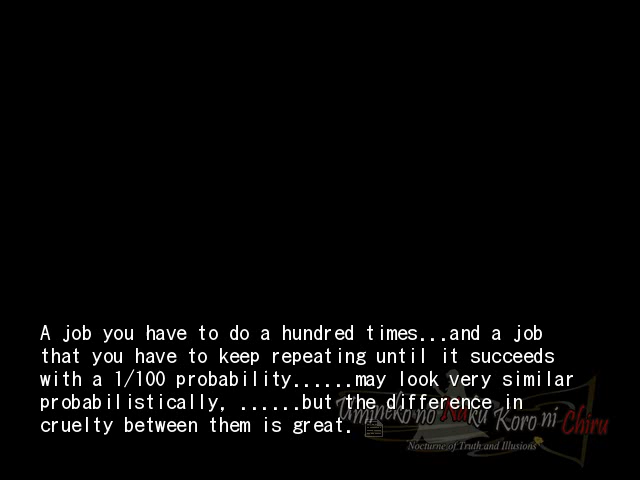 A job you have to do a hundred times...and a job
that you have to keep repeating until it succeeds
with a 1/100 probability......may look very similar
probabilistically, ......but the difference in
cruelty between them is great.
Umineko no Naku Koro ni Chiru
Nocturne of Truth and Illusions